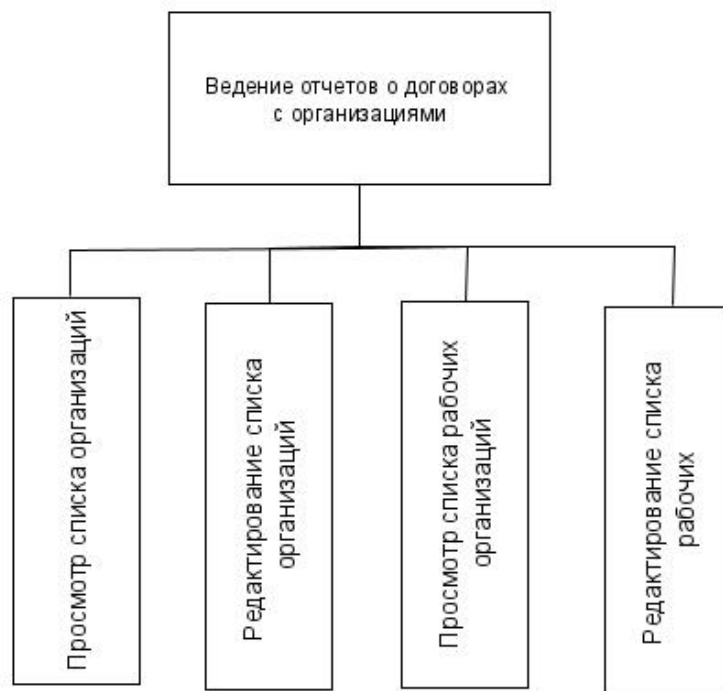 Ведение отчетов о договорах
с организациями
Просмотр списка организаций
Редактирование списка
организаций
Просмотр списка рабочих
организаций
Редактирование списка
рабочих